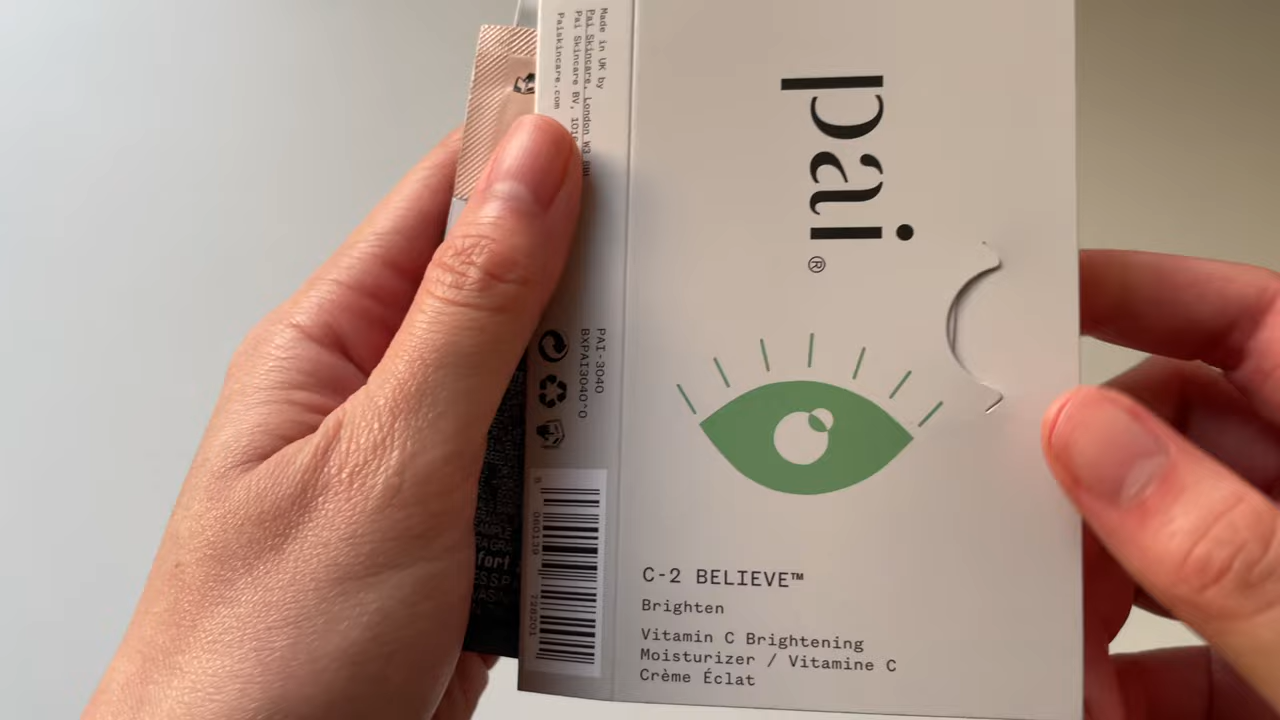 pai®
C-2 BELIEVE™
Brighten
Vitamin C Brightening
Moisturizer / Vitamine C
Crème Éclat
Made in UK by
Pai Skincare, London W3
Pai Skincare BV,
Paiskincare.com
PAI-3040
BXPAI3040^O